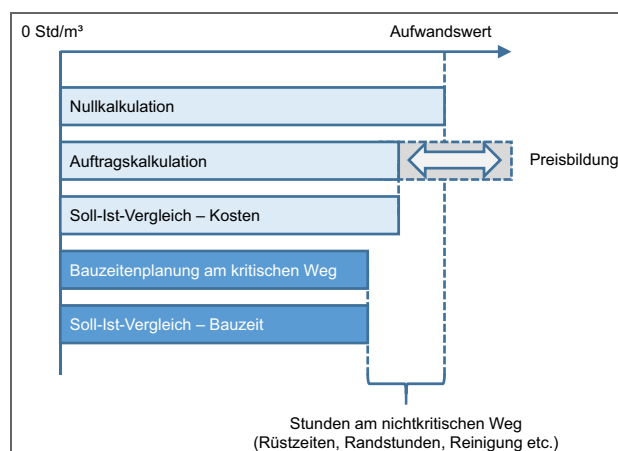 0 Std/m³
Aufwandswert
Nullkalkulation
Auftragskalkulation
Preisbildung
Soll-Ist-Vergleich – Kosten
Bauzeitenplanung am kritischen Weg
Soll-Ist-Vergleich – Bauzeit
Stunden am nichtkritischen Weg
(Rüstzeiten, Randstunden, Reinigung etc.)